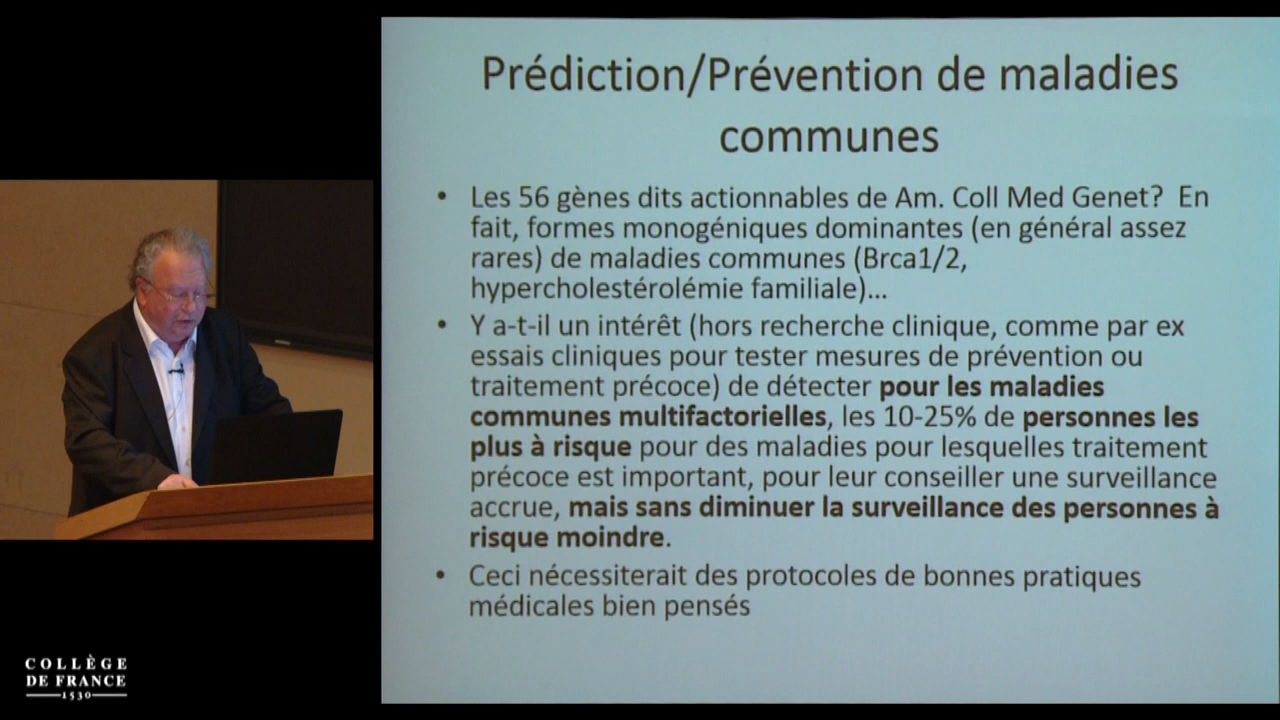 Prédiction/Prévention de maladies
communes
• Les 56 gènes dits actionnables de Am. Coll Med Genet? En
fait, formes monogéniques dominantes (en général assez
rares) de maladies communes (Brca1/2,
hypercholestérolémie familiale)...
• Y a-t-il un intérêt (hors recherche clinique, comme par ex
essais cliniques pour tester mesures de prévention ou
traitement précoce) de détecter pour les maladies
communes multifactorielles, les 10-25% de personnes les
plus à risque pour des maladies pour lesquelles traitement
précoce est important, pour leur conseiller une surveillance
accrue, mais sans diminuer la surveillance des personnes à
risque moindre.
• Ceci nécessiterait des protocoles de bonnes pratiques
médicales bien pensés
COLLÈGE
DE FRANCE
1530